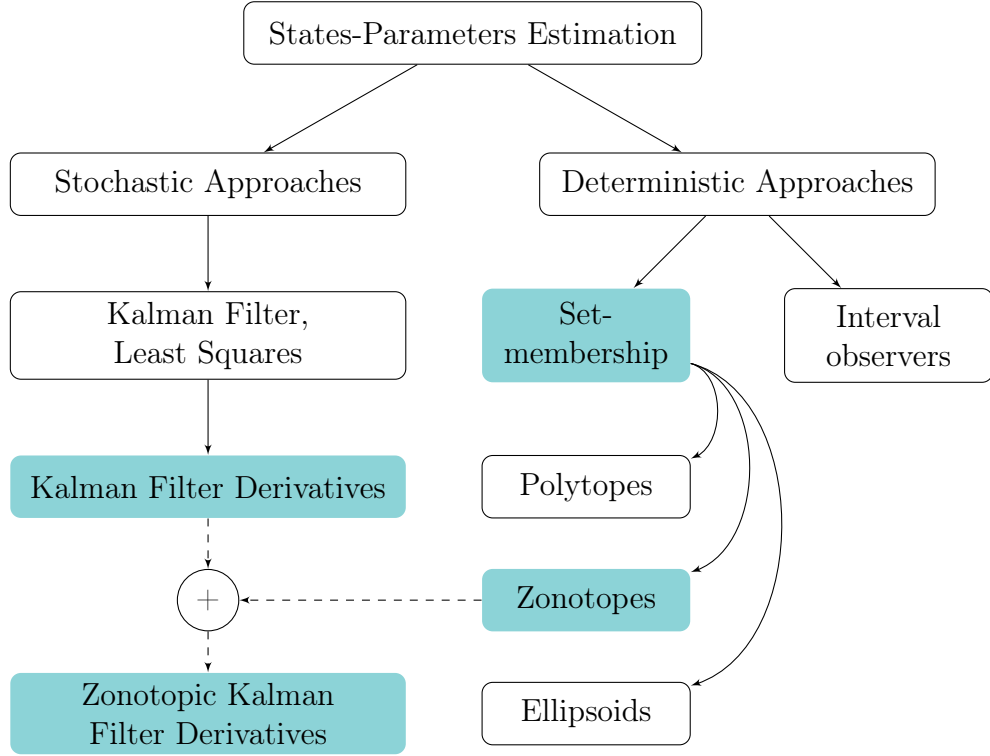 States-Parameters Estimation
Stochastic Approaches
Deterministic Approaches
Kalman Filter,
Least Squares
Set-
membership
Interval
observers
Kalman Filter Derivatives
Polytopes
+
Zonotopes
Zonotopic Kalman
Filter Derivatives
Ellipsoids